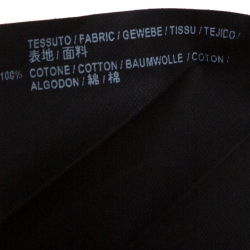 TESSUTO / FABRIC / GEWEBE / TISSU / TEJIDO /
表地 / 面料
100% COTONE / COTTON / BAUMWOLLE / COTON /
ALGODON / 綿 / 棉